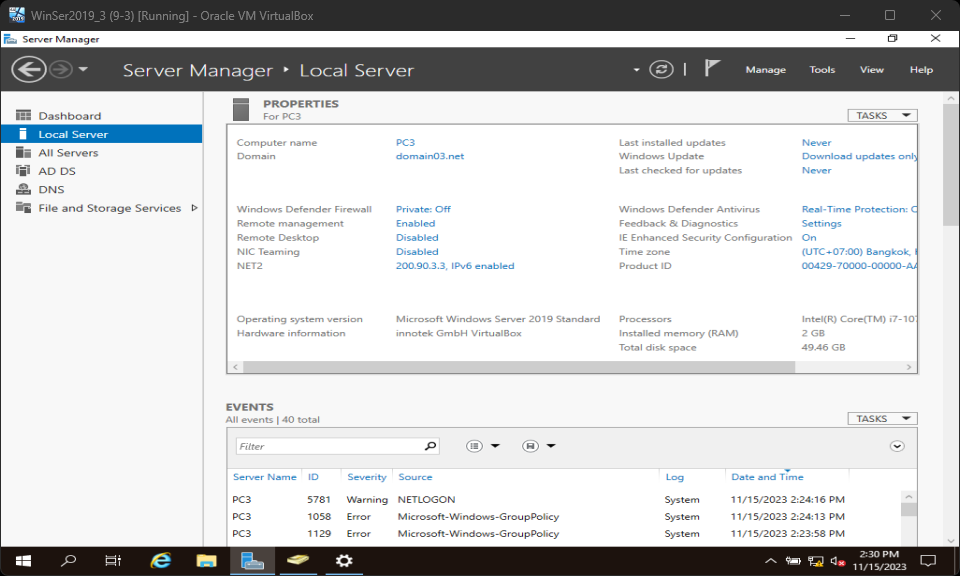 WinSer2019_3 (9-3) [Running] - Oracle VM VirtualBox
Server Manager
Server Manager ‣ Local Server
Manage Tools View Help
Dashboard
Local Server
All Servers
AD DS
DNS
File and Storage Services
PROPERTIES
For PC3
TASKS
Computer name PC3 Last installed updates Never
Domain domain03.net Windows Update Download updates only
Last checked for updates Never
Windows Defender Firewall Private: Off Windows Defender Antivirus Real-Time Protection:
Remote management Enabled Feedback & Diagnostics Settings
Remote Desktop Disabled IE Enhanced Security Configuration On
NIC Teaming Disabled Time zone (UTC+07:00) Bangkok,
NET2 200.90.3.3, IPv6 enabled Product ID 00429-70000-00000-AA
Operating system version Microsoft Windows Server 2019 Standard Processors Intel(R) Core(TM) i7-107
Hardware information innotek GmbH VirtualBox Installed memory (RAM) 2 GB
Total disk space 49.46 GB
EVENTS
All events | 40 total
TASKS
Filter
Server Name ID Severity Source Log Date and Time
PC3 5781 Warning NETLOGON System 11/15/2023 2:24:16 PM
PC3 1058 Error Microsoft-Windows-GroupPolicy System 11/15/2023 2:24:13 PM
PC3 1129 Error Microsoft-Windows-GroupPolicy System 11/15/2023 2:23:58 PM
2:30 PM
11/15/2023